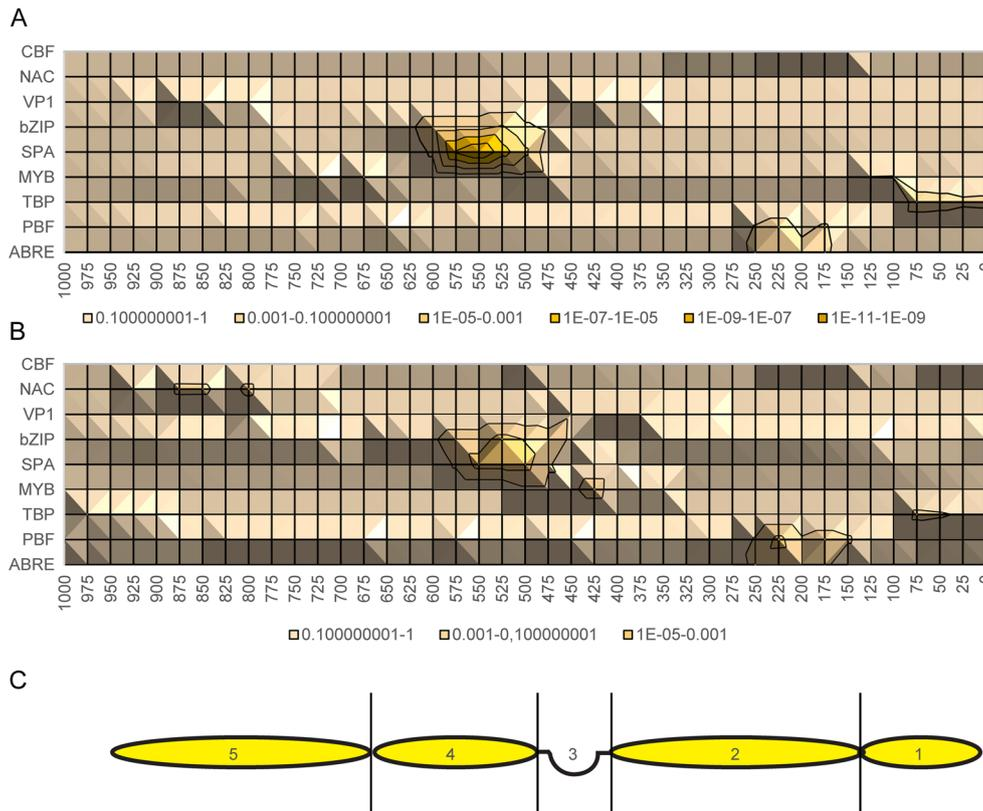 A
CBF
NAC
VP1
bZIP
SPA
MYB
TBP
PBF
ABRE
1000 975 950 925 900 875 850 825 800 775 750 725 700 675 650 625 600 575 550 525 500 475 450 425 400 375 350 325 300 275 250 225 200 175 150 125 100 75 50 25 0
0.100000001-1 0.001-0.100000001 1E-05-0.001 1E-07-1E-05 1E-09-1E-07 1E-11-1E-09
B
CBF
NAC
VP1
bZIP
SPA
MYB
TBP
PBF
ABRE
1000 975 950 925 900 875 850 825 800 775 750 725 700 675 650 625 600 575 550 525 500 475 450 425 400 375 350 325 300 275 250 225 200 175 150 125 100 75 50 25 0
0.100000001-1 0.001-0,100000001 1E-05-0.001
C
5 4 3 2 1